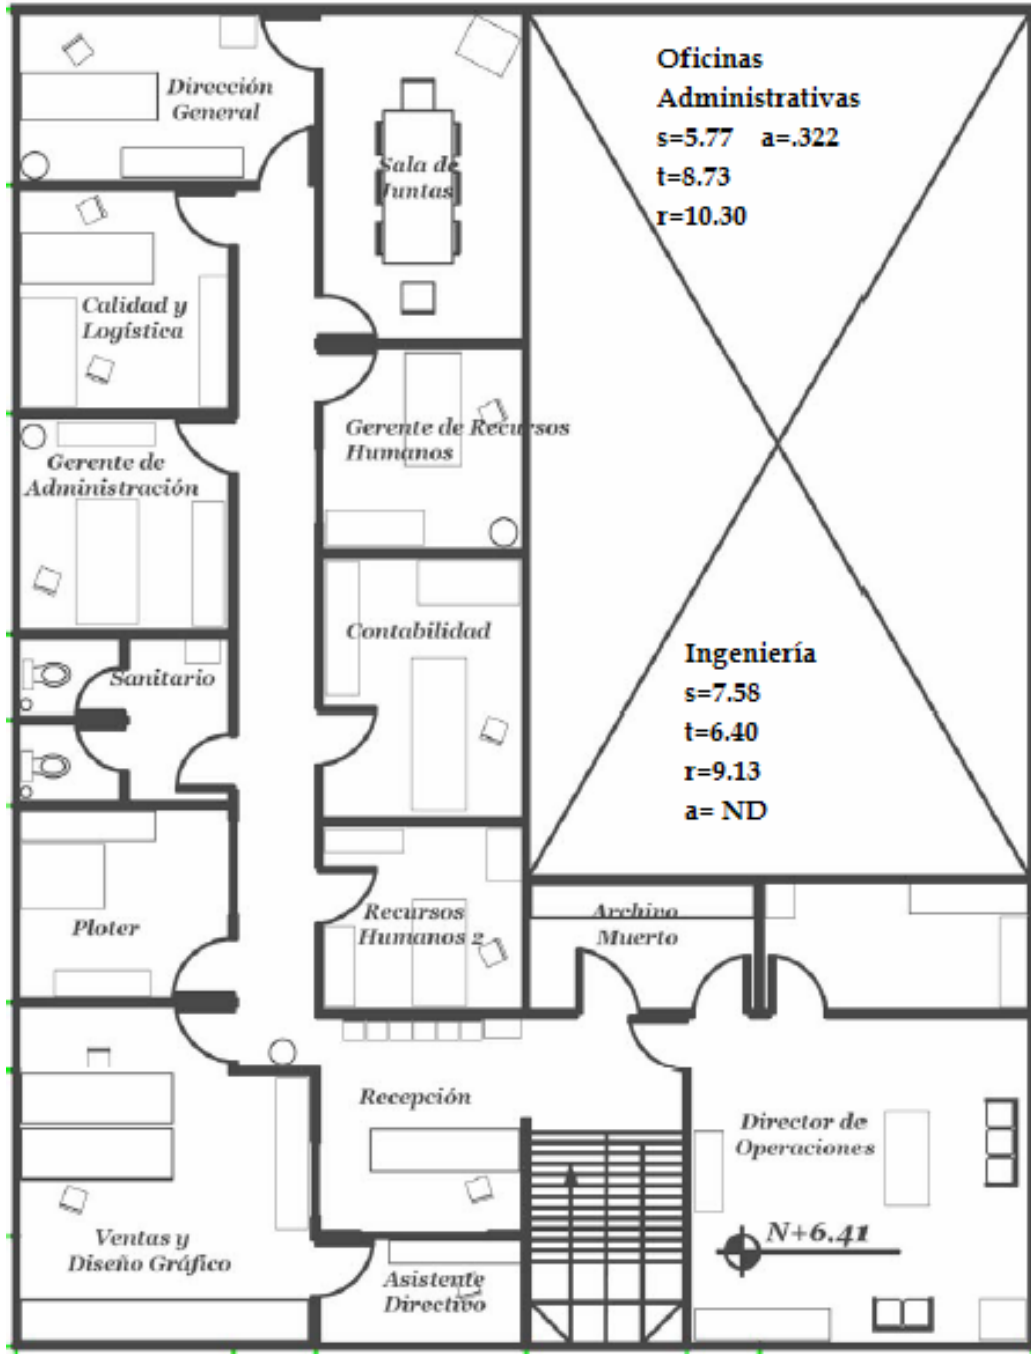 Oficinas
Administrativas
s=5.77 a=.322
t=8.73
r=10.30
Dirección
General
Sala de
Juntas
Calidad y
Logística
Gerente de Recursos
Humanos
Gerente de
Administración
Contabilidad
Sanitario
Ingeniería
s=7.58
t=6.40
r=9.13
a= ND
Ploter
Recursos
Humanos 2
Archivo
Muerto
Recepción
Director de
Operaciones
Ventas y
Diseño Gráfico
N+6.41
Asistente
Directivo